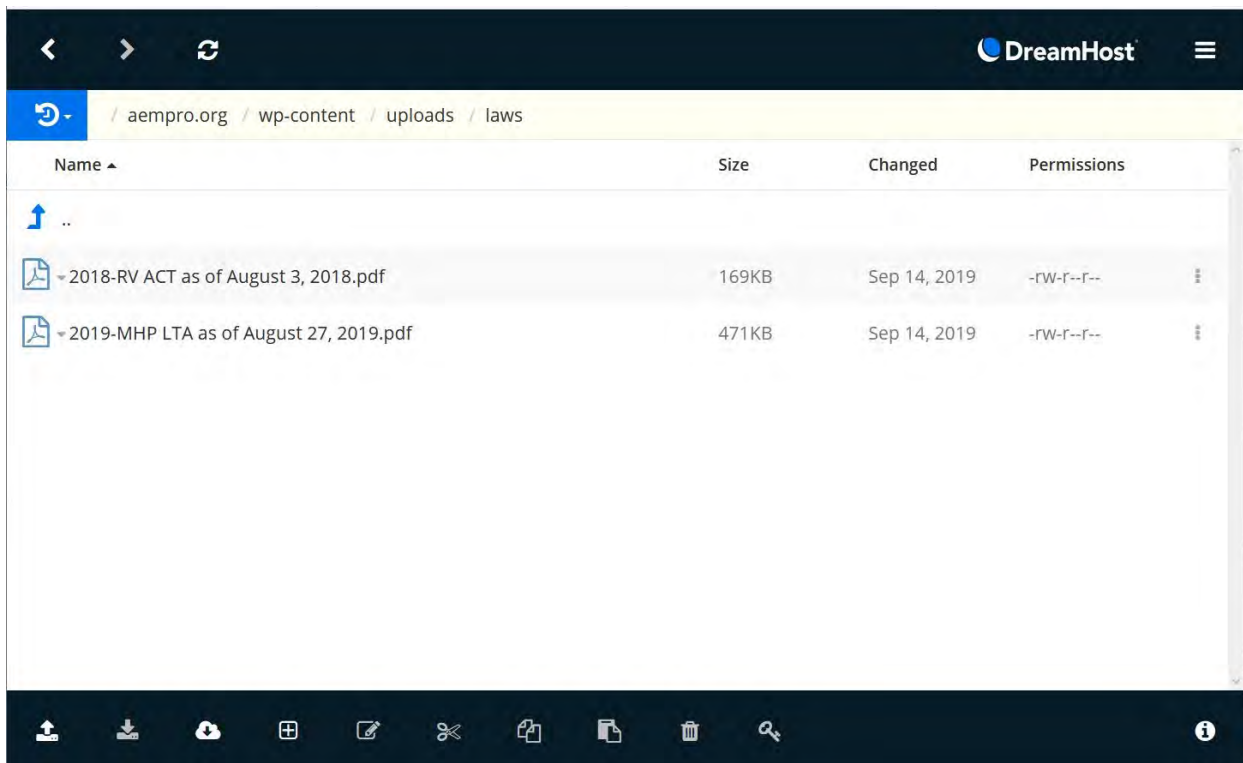 DreamHost
/ aempro.org / wp-content / uploads / laws
Name Size Changed Permissions
..
2018-RV ACT as of August 3, 2018.pdf 169KB Sep 14, 2019 -rw-r--r--
2019-MHP LTA as of August 27, 2019.pdf 471KB Sep 14, 2019 -rw-r--r--